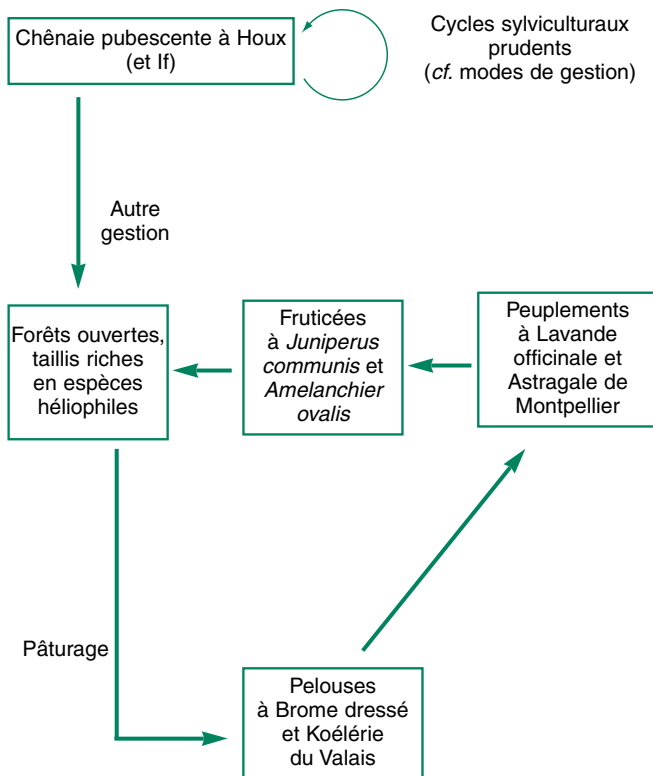 Chênaie pubescente à Houx
(et If)
Cycles sylviculturaux
prudents
(cf. modes de gestion)
Autre
gestion
Forêts ouvertes,
taillis riches
en espèces
héliophiles
Fruticées
à Juniperus
communis et
Amelanchier
ovalis
Peuplements
à Lavande
officinale et
Astragale de
Montpellier
Pâturage
Pelouses
à Brome dressé
et Koélérie
du Valais